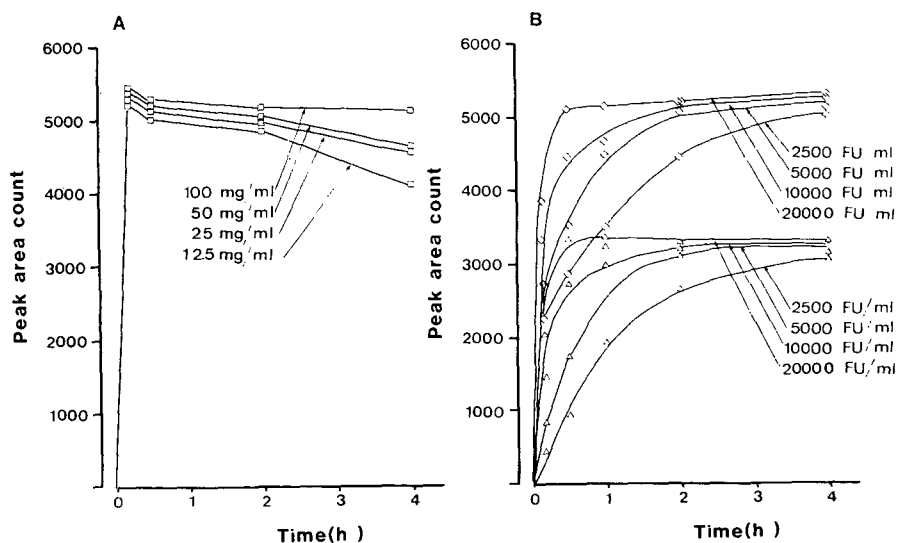 A
6000
5000
4000
3000
2000
1000
Peak area count
100 mg/ml
50 mg/ml
25 mg/ml
12.5 mg/ml
0 1 2 3 4
Time(h )
B
6000
5000
4000
3000
2000
1000
Peak area count
2500 FU ml
5000 FU ml
10000 FU ml
20000 FU ml
2500 FU/ml
5000 FU/ml
10000 FU/ml
20000 FU/ml
0 1 2 3 4
Time(h )